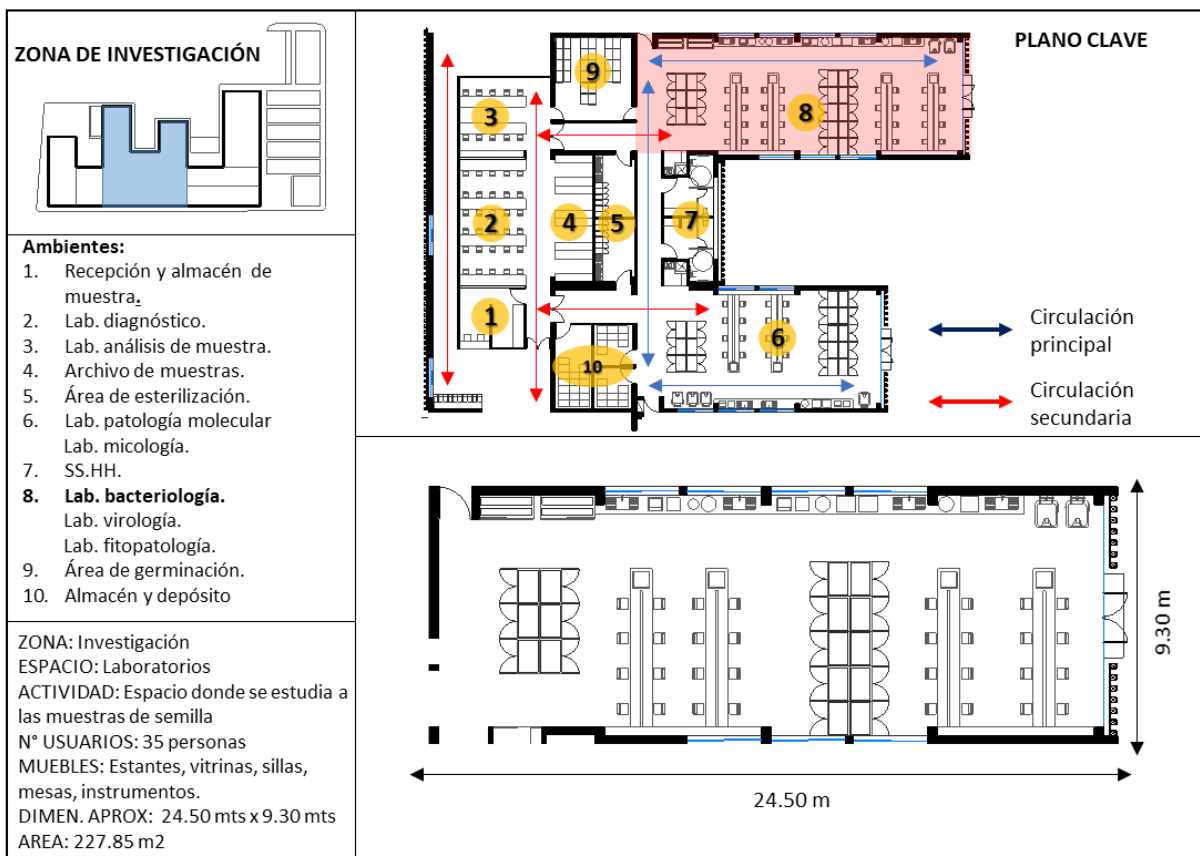 ZONA DE INVESTIGACIÓN
Ambientes:
1. Recepción y almacén de
muestra.
2. Lab. diagnóstico.
3. Lab. análisis de muestra.
4. Archivo de muestras.
5. Área de esterilización.
6. Lab. patología molecular
Lab. micología.
7. SS.HH.
8. Lab. bacteriología.
Lab. virología.
Lab. fitopatología.
9. Área de germinación.
10. Almacén y depósito
ZONA: Investigación
ESPACIO: Laboratorios
ACTIVIDAD: Espacio donde se estudia a
las muestras de semilla
N° USUARIOS: 35 personas
MUEBLES: Estantes, vitrinas, sillas,
mesas, instrumentos.
DIMEN. APROX: 24.50 mts x 9.30 mts
AREA: 227.85 m2
PLANO CLAVE
9
3
8
2
4
5
7
1
6
10
Circulación
principal
Circulación
secundaria
9.30 m
24.50 m